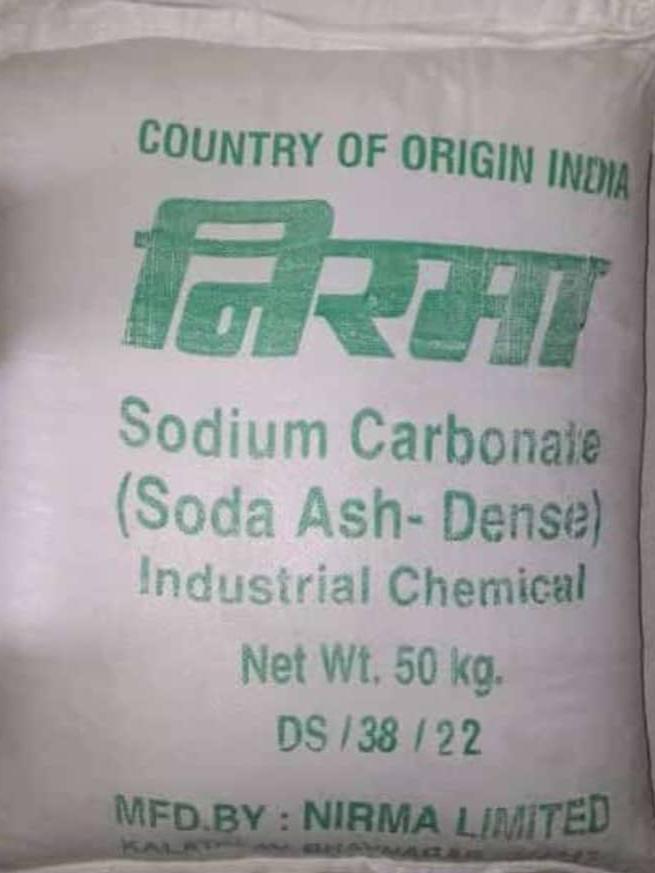 COUNTRY OF ORIGIN INDIA
निरमा
Sodium Carbonate
(Soda Ash- Dense)
Industrial Chemical
Net Wt. 50 kg.
DS / 38 / 22
MFD.BY : NIRMA LIMITED
BHAVNAGAR